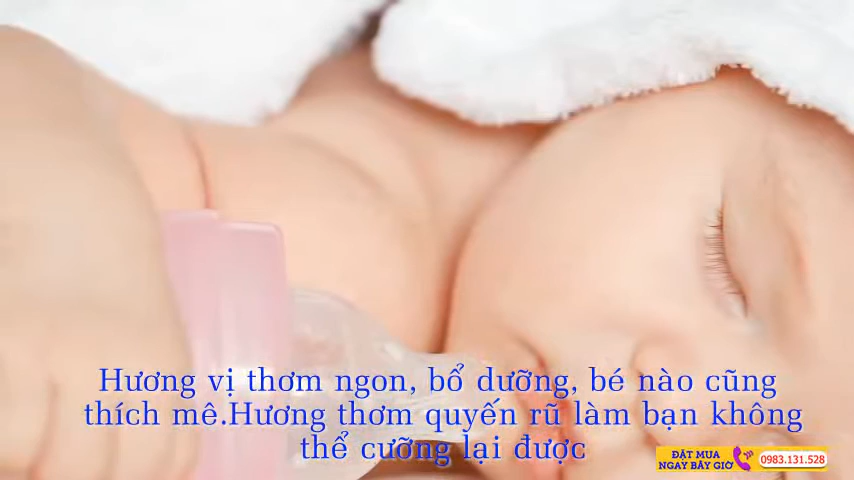 Hương vị thơm ngon, bổ dưỡng, bé nào cũng
thích mê.Hương thơm quyến rũ làm bạn không
thể cưỡng lại được
ĐẶT MUA
NGAY BÂY GIỜ
0983.131.528